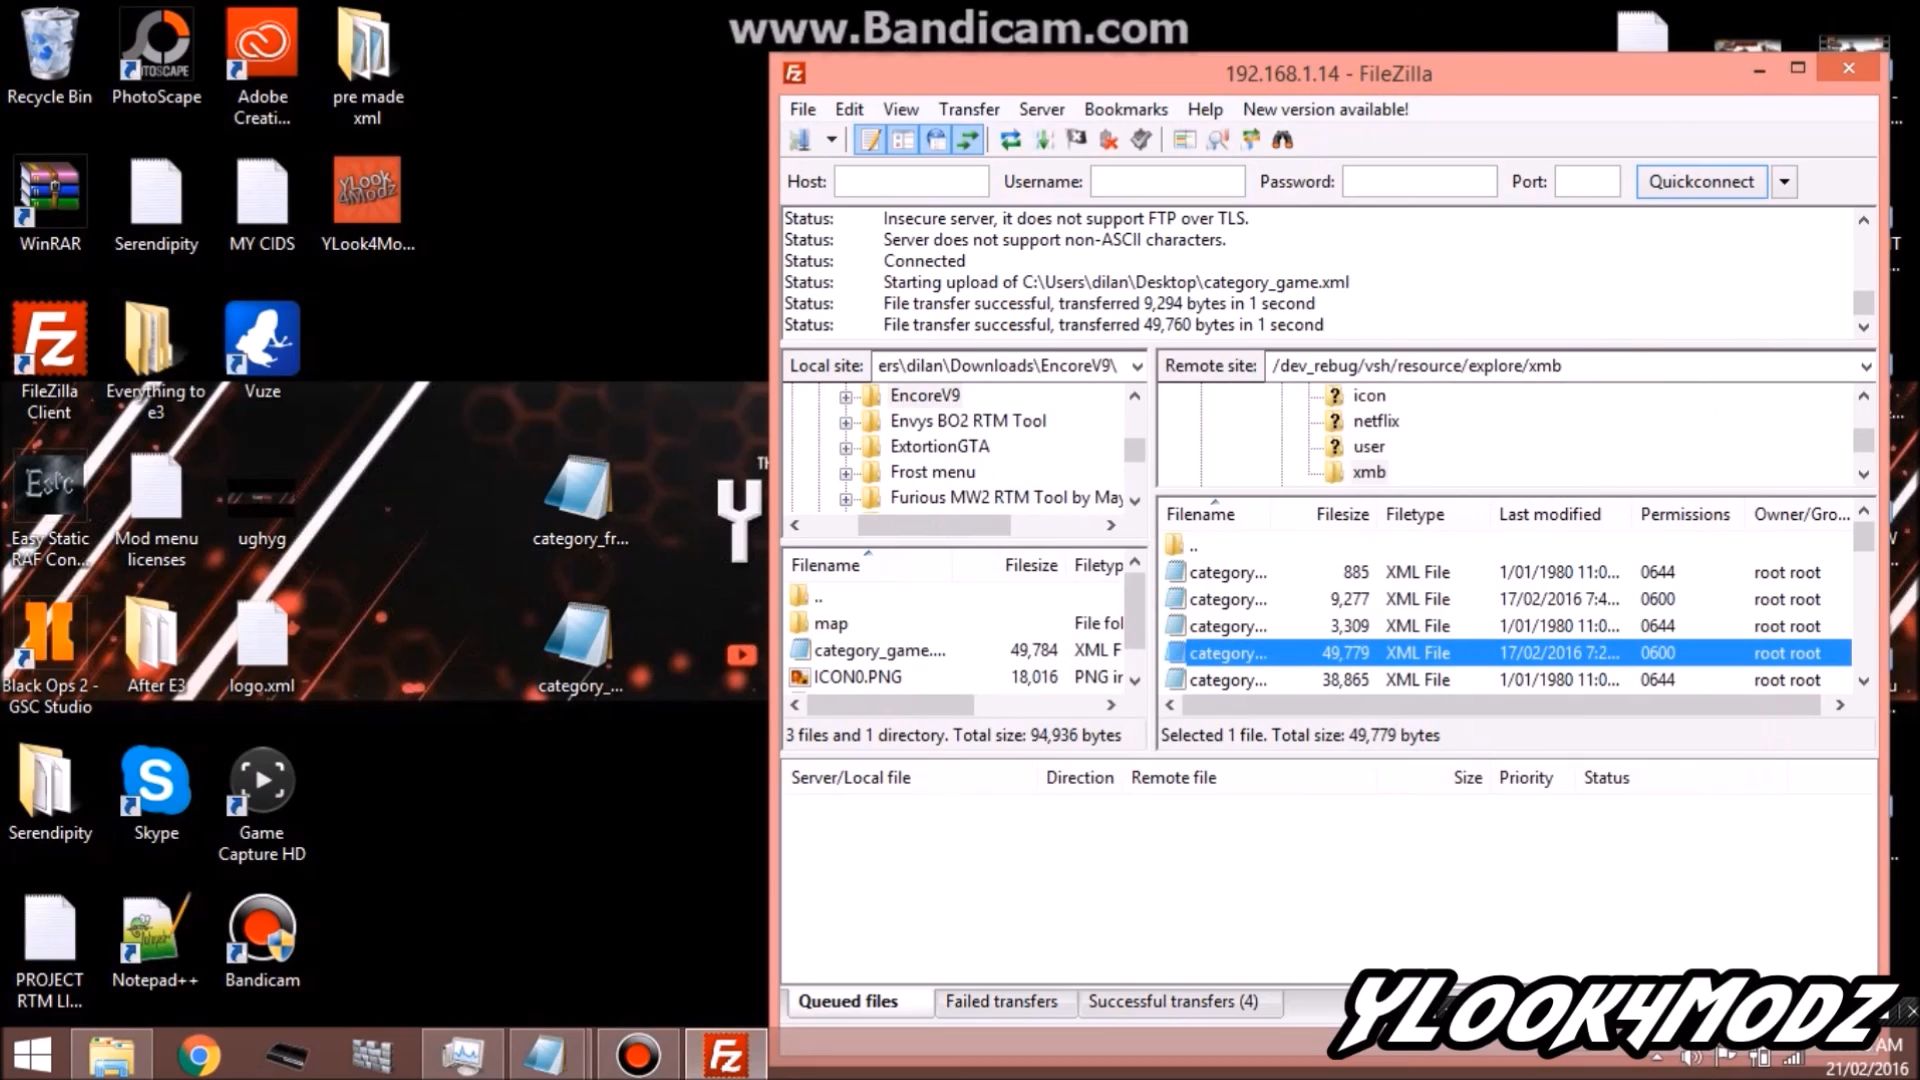 www.Bandicam.com
Recycle Bin
PhotoScape
Adobe Creati...
pre made xml
WinRAR
Serendipity
MY CIDS
YLook4Mo...
FileZilla Client
Everything to e3
Vuze
Easy Static RAF Con...
Mod menu licenses
ughyg
category_fr...
Black Ops 2 - GSC Studio
After E3
logo.xml
category_...
Serendipity
Skype
Game Capture HD
PROJECT RTM LI...
Notepad++
Bandicam
192.168.1.14 - FileZilla
File Edit View Transfer Server Bookmarks Help New version available!
Host: Username: Password: Port: Quickconnect
Status: Insecure server, it does not support FTP over TLS.
Status: Server does not support non-ASCII characters.
Status: Connected
Status: Starting upload of C:\Users\dilan\Desktop\category_game.xml
Status: File transfer successful, transferred 9,294 bytes in 1 second
Status: File transfer successful, transferred 49,760 bytes in 1 second
Local site: ers\dilan\Downloads\EncoreV9\
EncoreV9
Envys BO2 RTM Tool
ExtortionGTA
Frost menu
Furious MW2 RTM Tool by May
Filename Filesize Filetyp
..
map File fol
category_game.... 49,784 XML F
ICON0.PNG 18,016 PNG in
3 files and 1 directory. Total size: 94,936 bytes
Remote site: /dev_rebug/vsh/resource/explore/xmb
icon
netflix
user
xmb
Filename Filesize Filetype Last modified Permissions Owner/Gro...
..
category... 885 XML File 1/01/1980 11:0... 0644 root root
category... 9,277 XML File 17/02/2016 7:4... 0600 root root
category... 3,309 XML File 1/01/1980 11:0... 0644 root root
category... 49,779 XML File 17/02/2016 7:2... 0600 root root
category... 38,865 XML File 1/01/1980 11:0... 0644 root root
Selected 1 file. Total size: 49,779 bytes
Server/Local file Direction Remote file Size Priority Status
Queued files Failed transfers Successful transfers (4)
YLOOK4MODZ
AM
21/02/2016